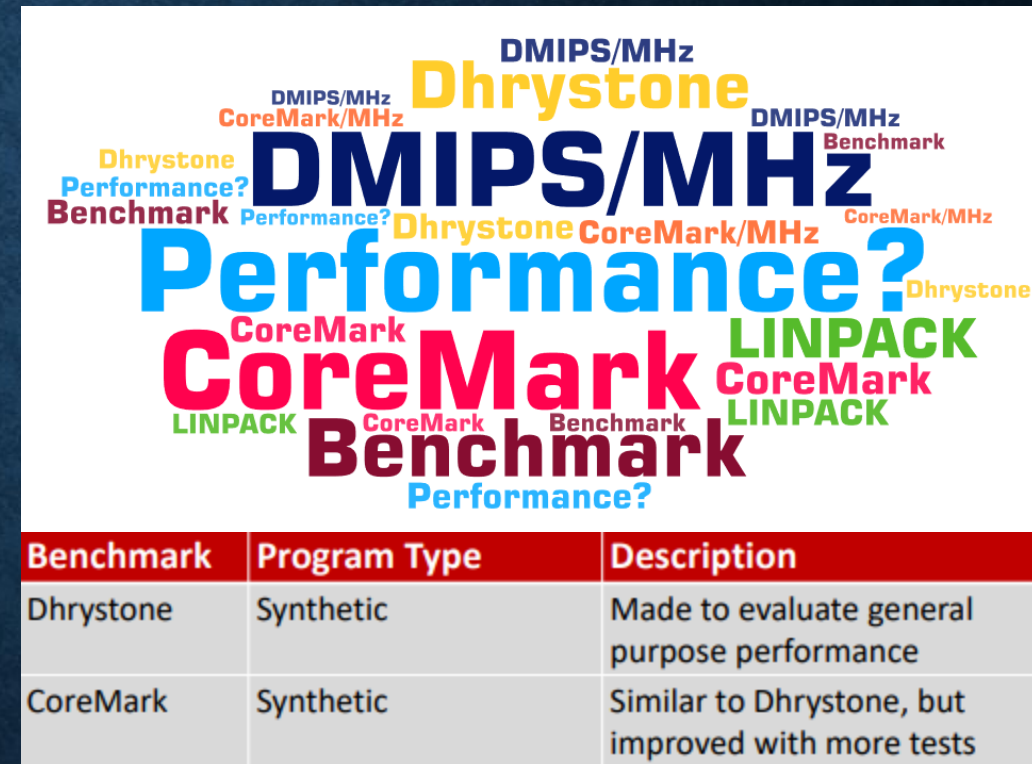 DMIPS/MHz
Dhrystone
DMIPS/MHz
CoreMark/MHz
DMIPS/MHz
DMIPS/MHz
Benchmark
Dhrystone
Performance?
Benchmark
Performance?
Dhrystone
CoreMark/MHz
CoreMark/MHz
Performance?
Dhrystone
CoreMark
LINPACK
CoreMark
CoreMark
LINPACK
LINPACK
CoreMark
Benchmark
Benchmark
Performance?
Benchmark Program Type Description
Dhrystone Synthetic Made to evaluate general
purpose performance
CoreMark Synthetic Similar to Dhrystone, but
improved with more tests